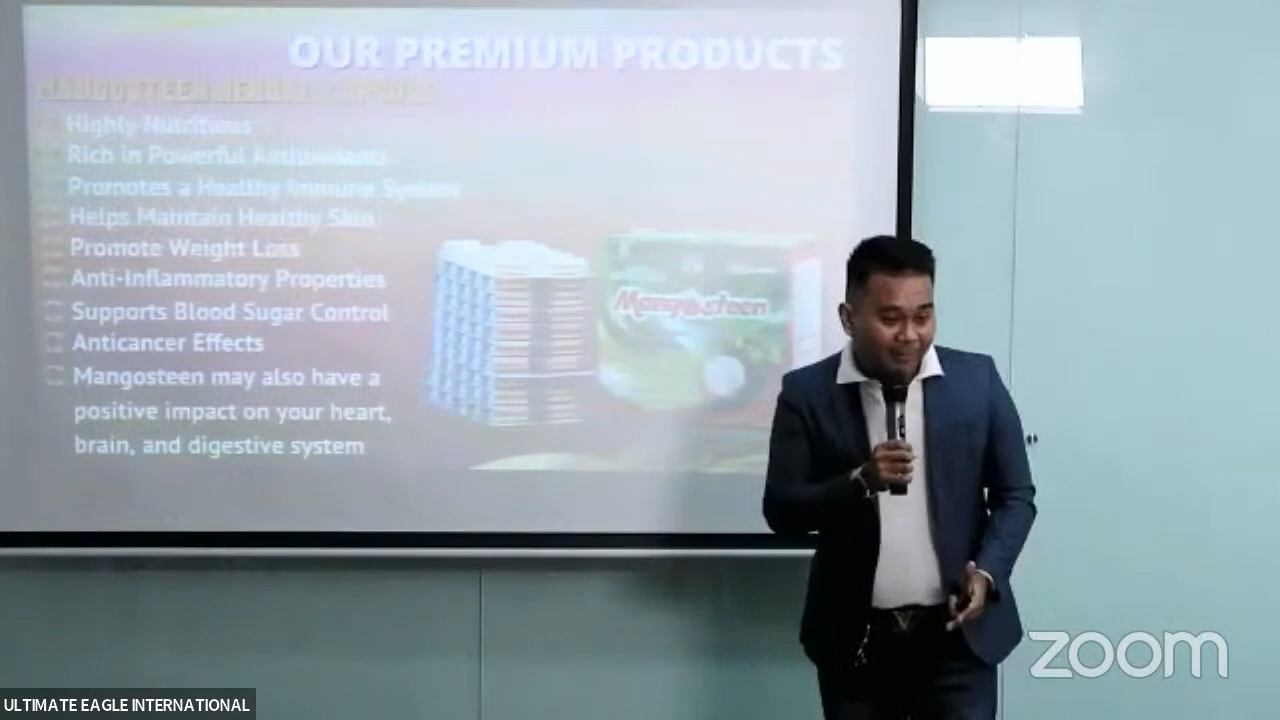 OUR PREMIUM PRODUCTS
MANGOSTEEN
Highly Nutritious
Rich in Powerful Antioxidants
Promotes a Healthy Immune System
Helps Maintain Healthy Skin
Promote Weight Loss
Anti-Inflammatory Properties
Supports Blood Sugar Control
Anticancer Effects
Mangosteen may also have a
positive impact on your heart,
brain, and digestive system
Mangosteen
zoom
ULTIMATE EAGLE INTERNATIONAL